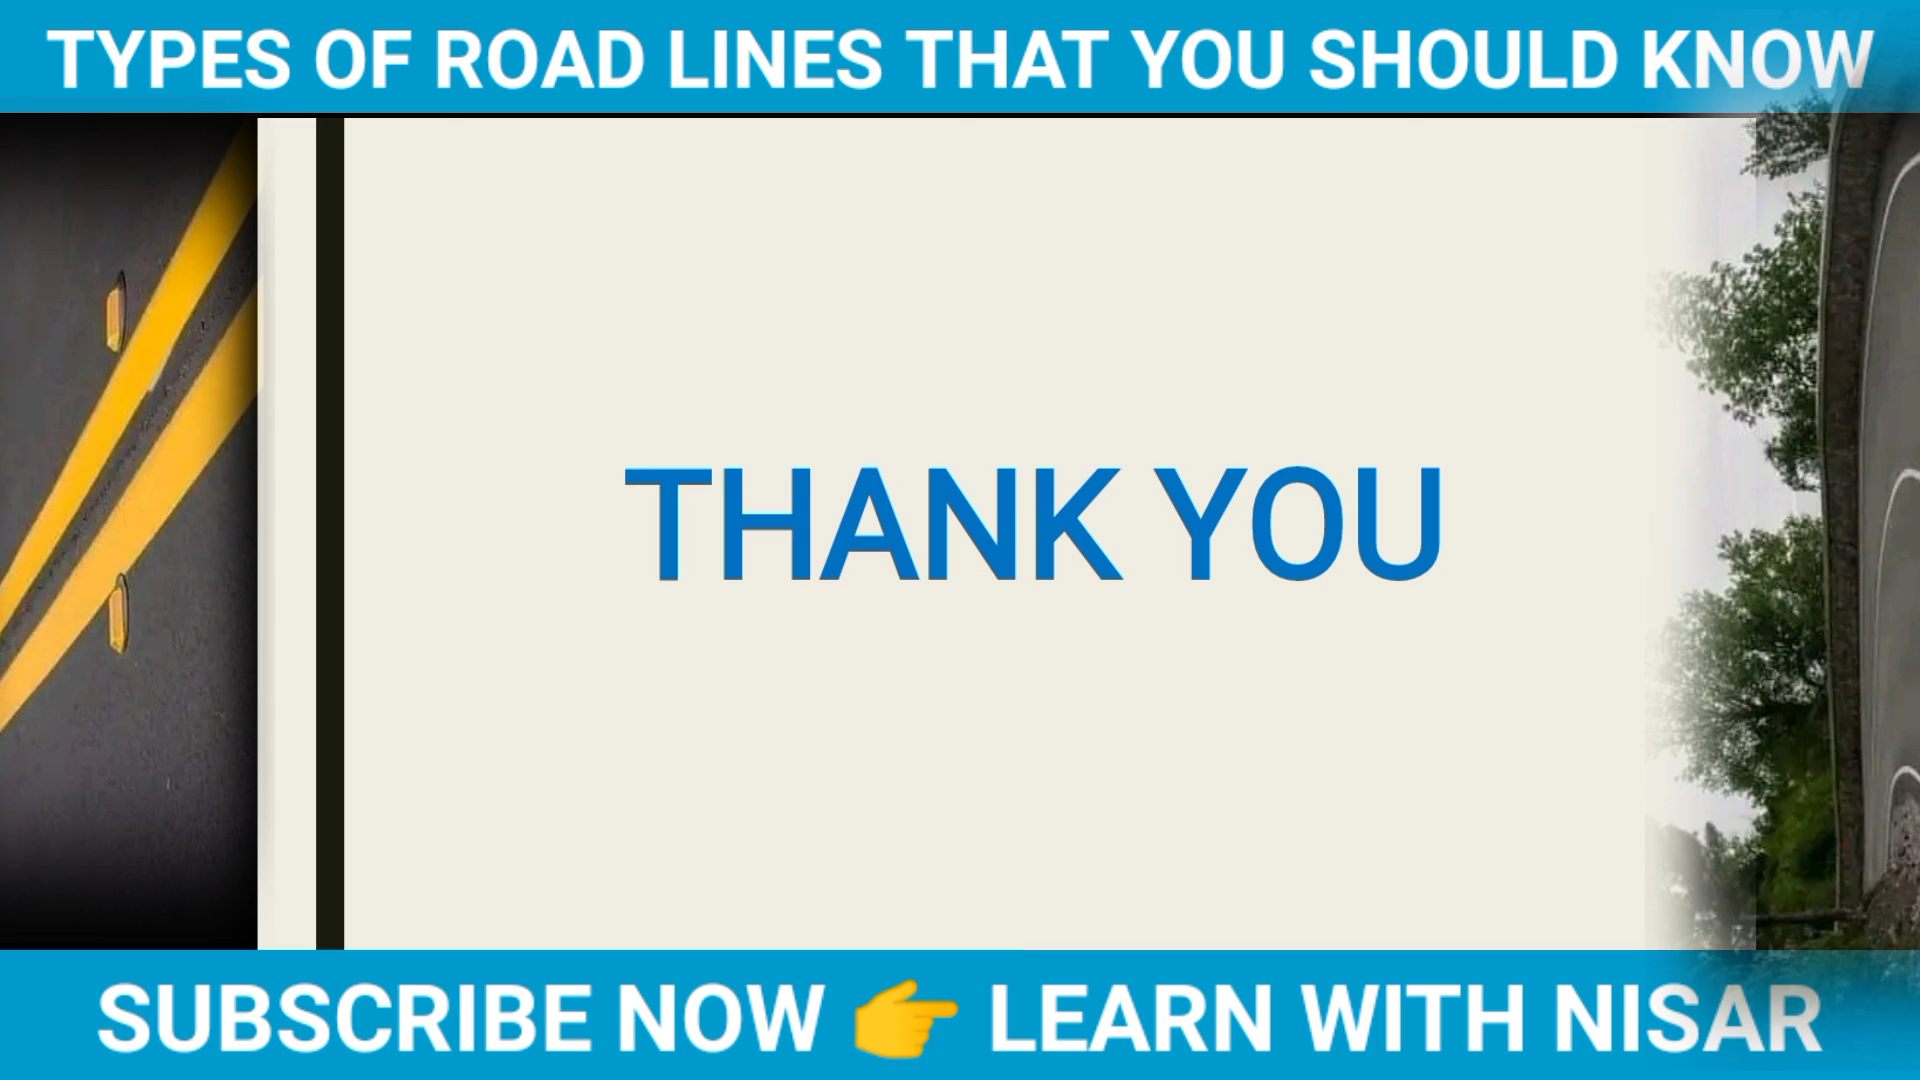 TYPES OF ROAD LINES THAT YOU SHOULD KNOW
THANK YOU
SUBSCRIBE NOW 👉 LEARN WITH NISAR